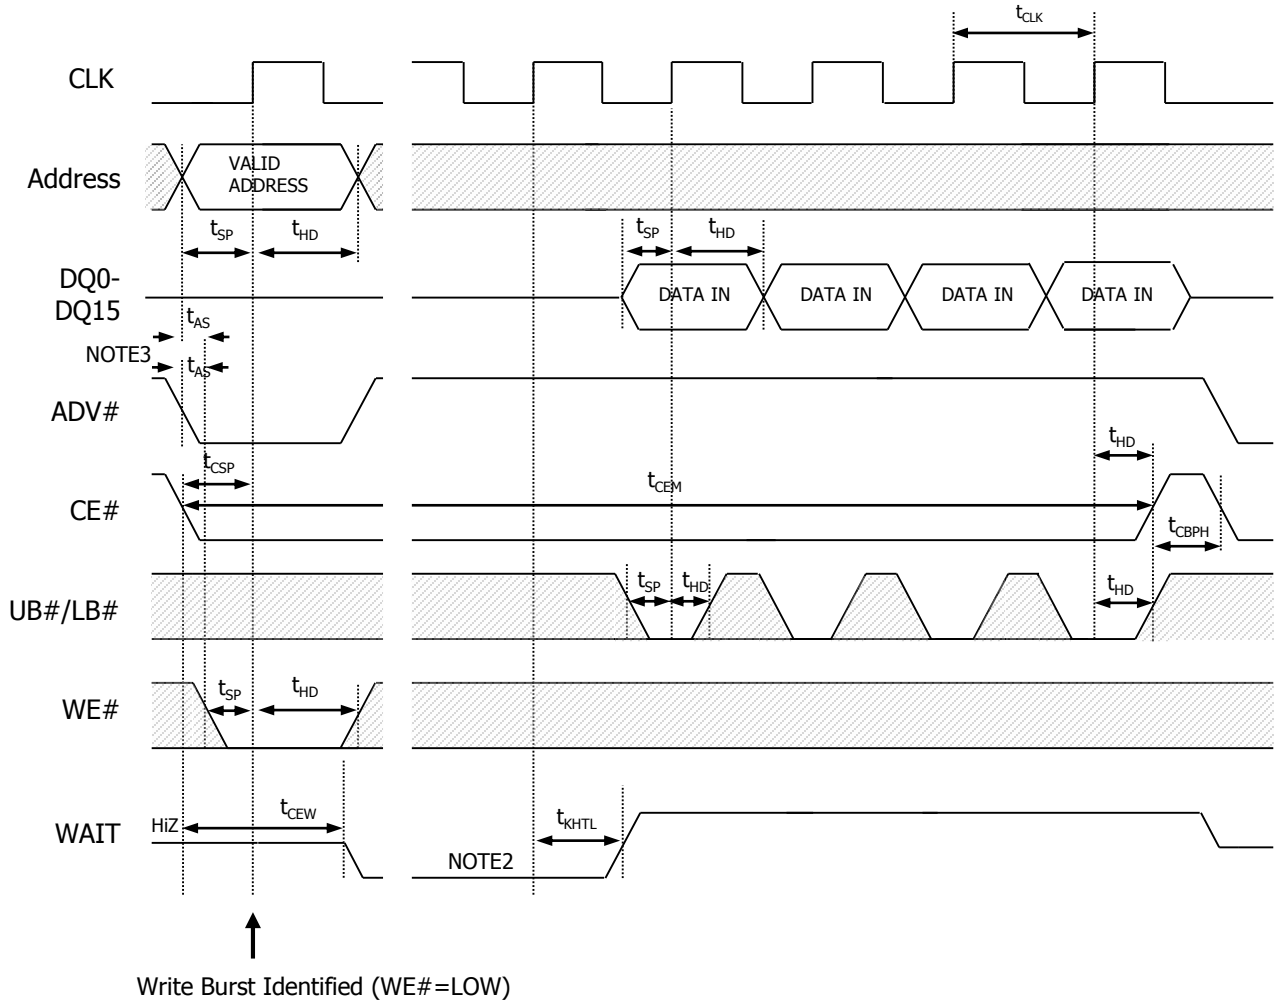 tCLK
CLK
Address
VALID
ADDRESS
tSP
tHD
tSP
tHD
DQ0-
DQ15
DATA IN
DATA IN
DATA IN
DATA IN
tAS
NOTE3
tAS
ADV#
tHD
tCSP
tCEM
CE#
tCBPH
UB#/LB#
tSP
tHD
tHD
WE#
tSP
tHD
WAIT
HiZ
tCEW
tKHTL
NOTE2
Write Burst Identified (WE#=LOW)